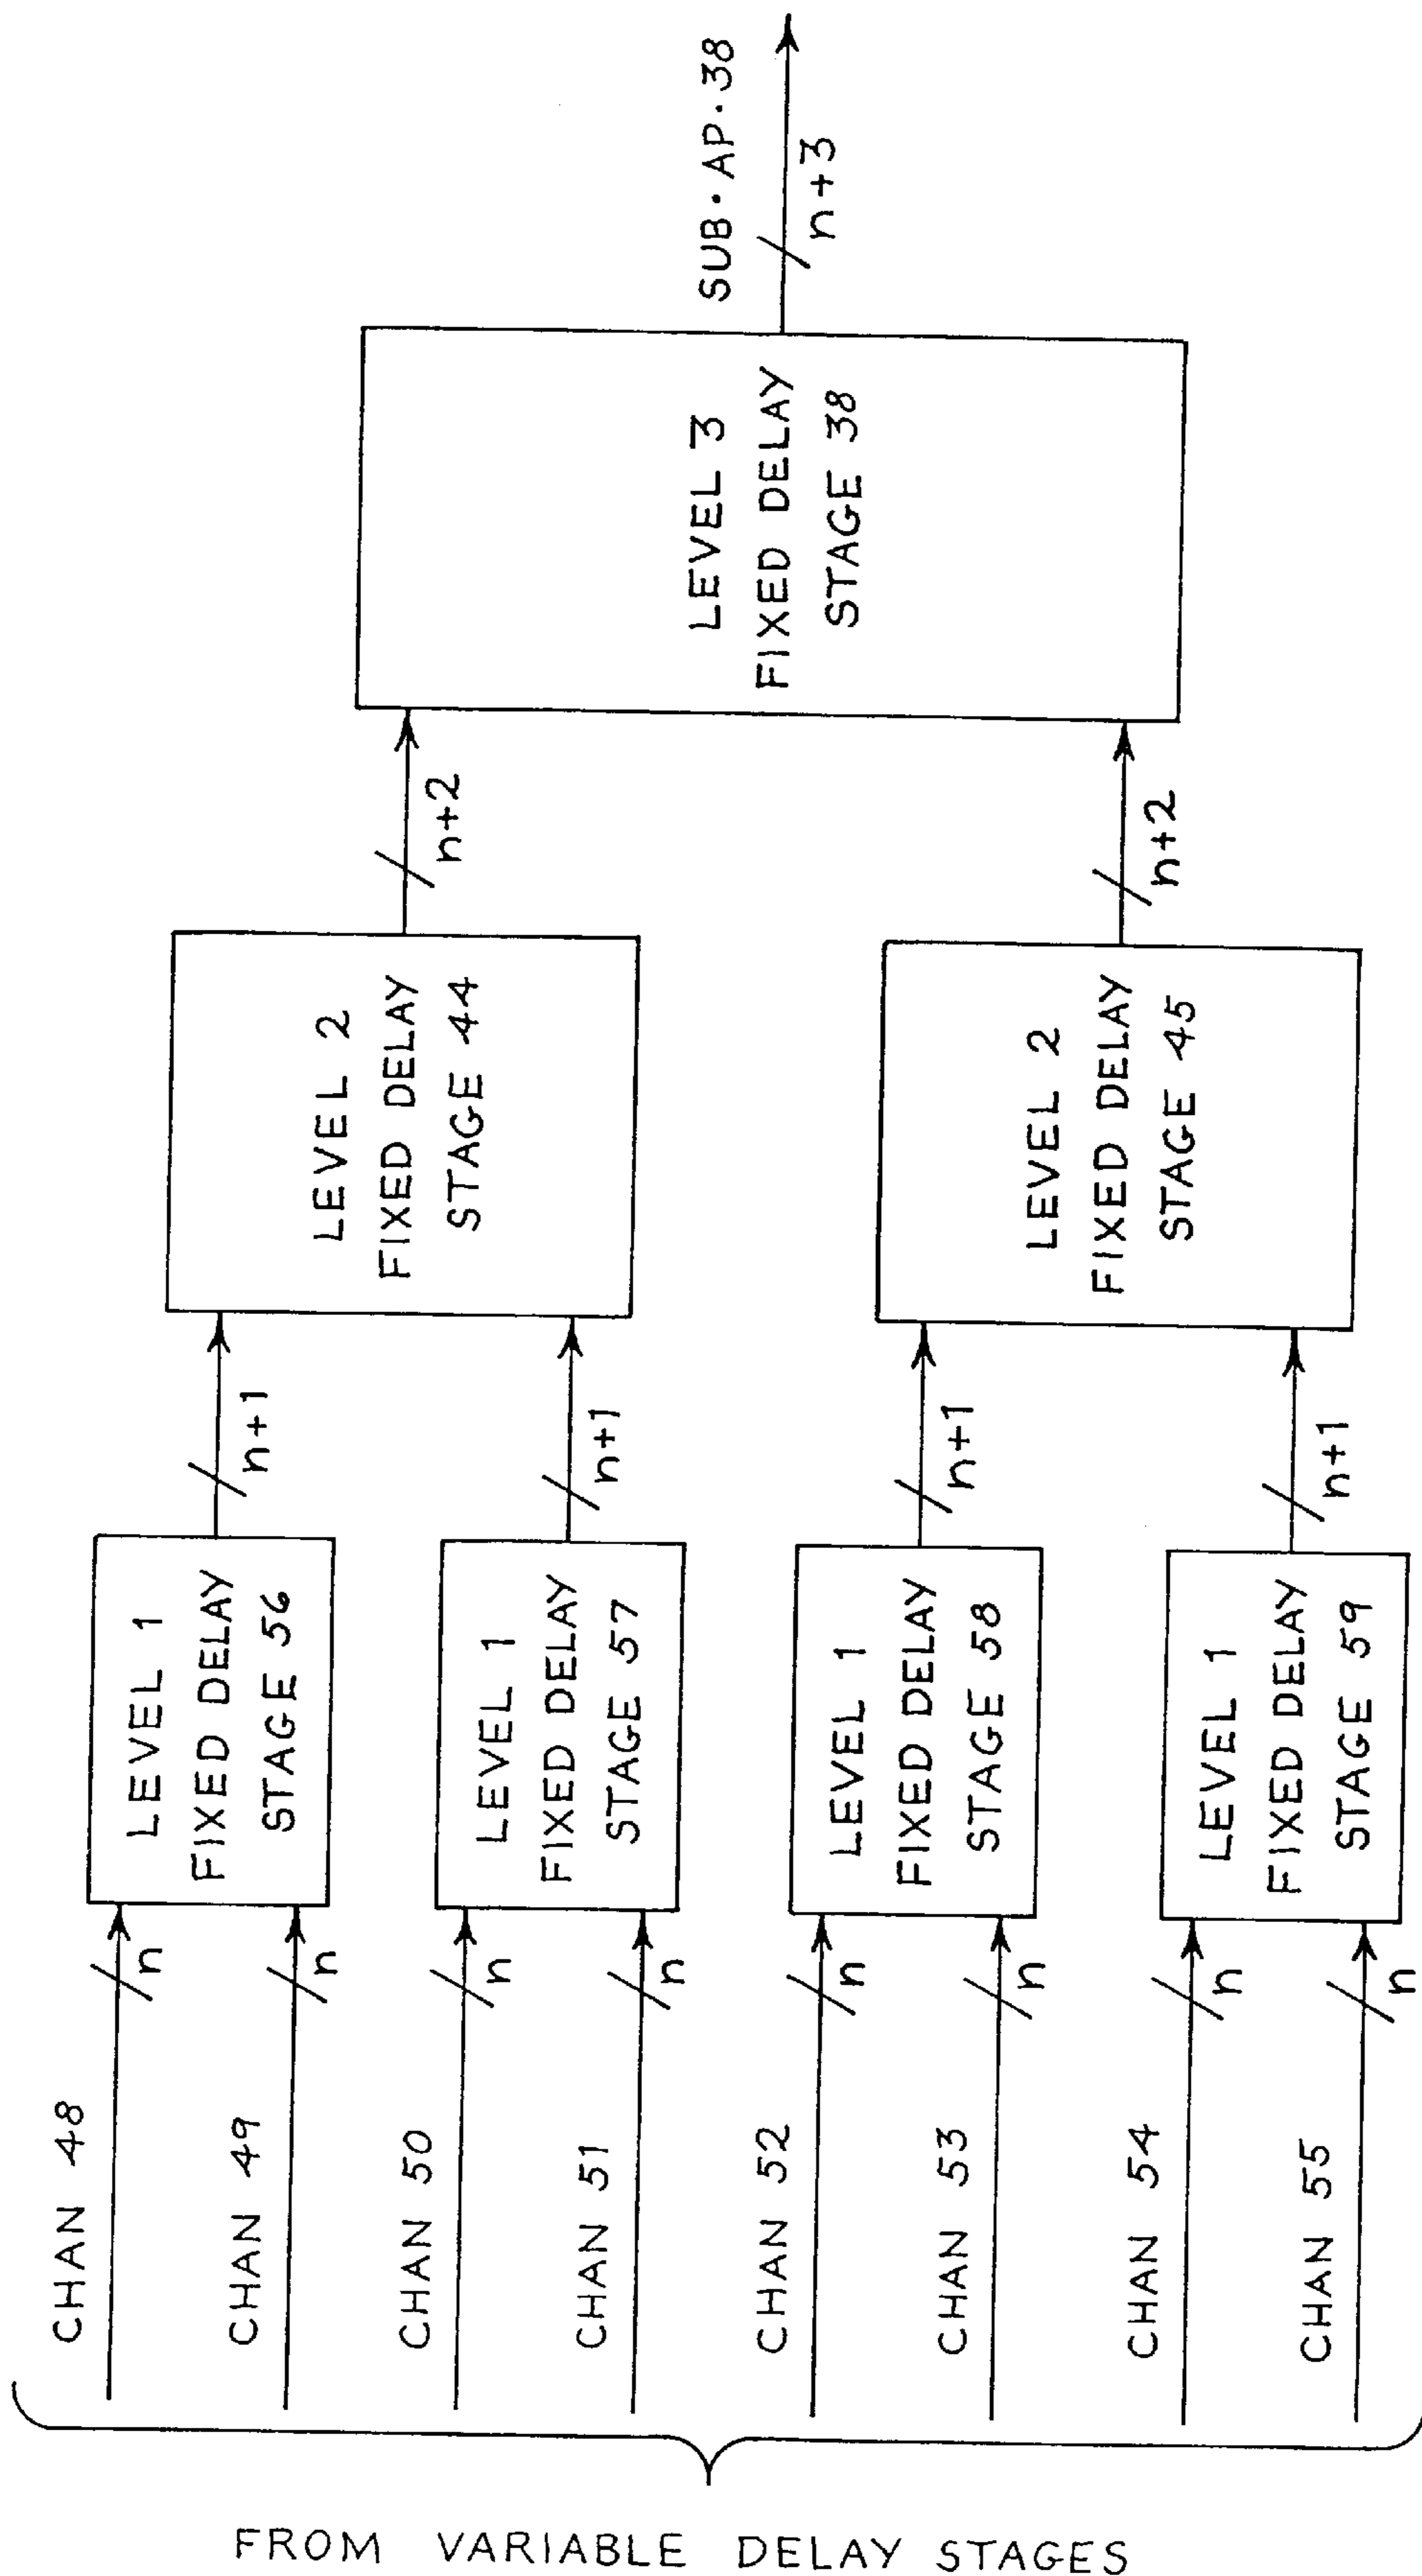 SUB. AP. 38
n+3
LEVEL 3
FIXED DELAY
STAGE 38
n+2
n+2
LEVEL 2
FIXED DELAY
STAGE 44
LEVEL 2
FIXED DELAY
STAGE 45
n+1
n+1
n+1
n+1
LEVEL 1
FIXED DELAY
STAGE 56
LEVEL 1
FIXED DELAY
STAGE 57
LEVEL 1
FIXED DELAY
STAGE 58
LEVEL 1
FIXED DELAY
STAGE 59
n
n
n
n
n
n
n
n
CHAN 48
CHAN 49
CHAN 50
CHAN 51
CHAN 52
CHAN 53
CHAN 54
CHAN 55
FROM VARIABLE DELAY STAGES